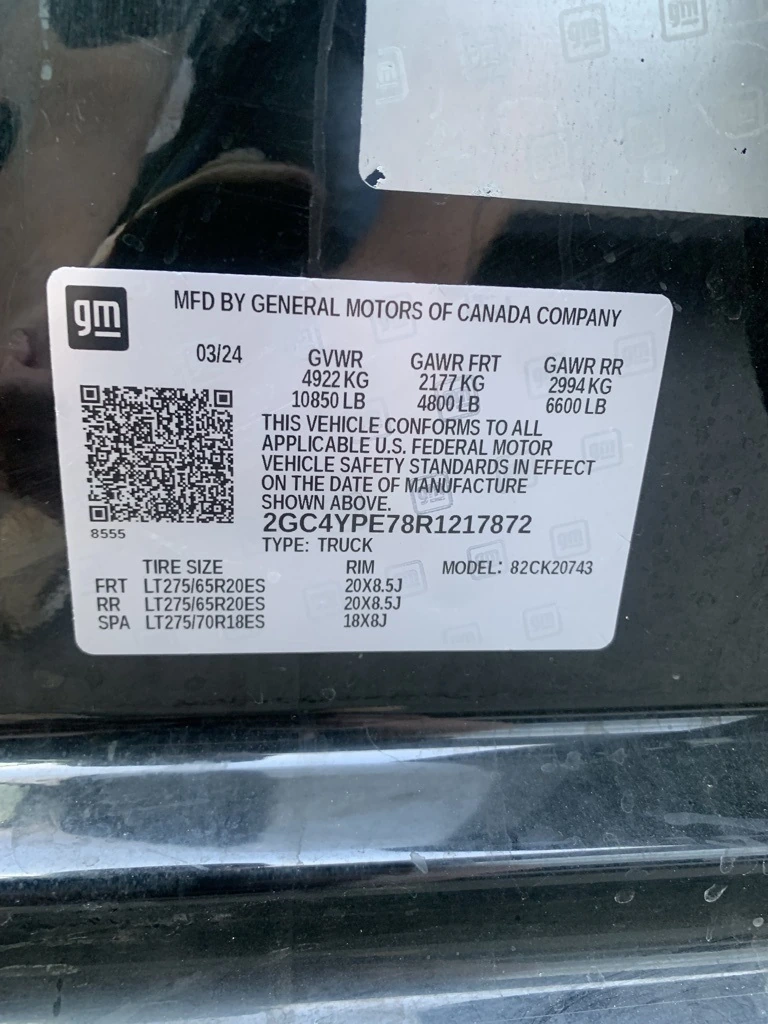 gm
MFD BY GENERAL MOTORS OF CANADA COMPANY
03/24 GVWR GAWR FRT GAWR RR
4922 KG 2177 KG 2994 KG
10850 LB 4800 LB 6600 LB
THIS VEHICLE CONFORMS TO ALL
APPLICABLE U.S. FEDERAL MOTOR
VEHICLE SAFETY STANDARDS IN EFFECT
ON THE DATE OF MANUFACTURE
SHOWN ABOVE.
8555
2GC4YPE78R1217872
TYPE: TRUCK
TIRE SIZE RIM MODEL: 82CK20743
FRT LT275/65R20ES 20X8.5J
RR LT275/65R20ES 20X8.5J
SPA LT275/70R18ES 18X8J